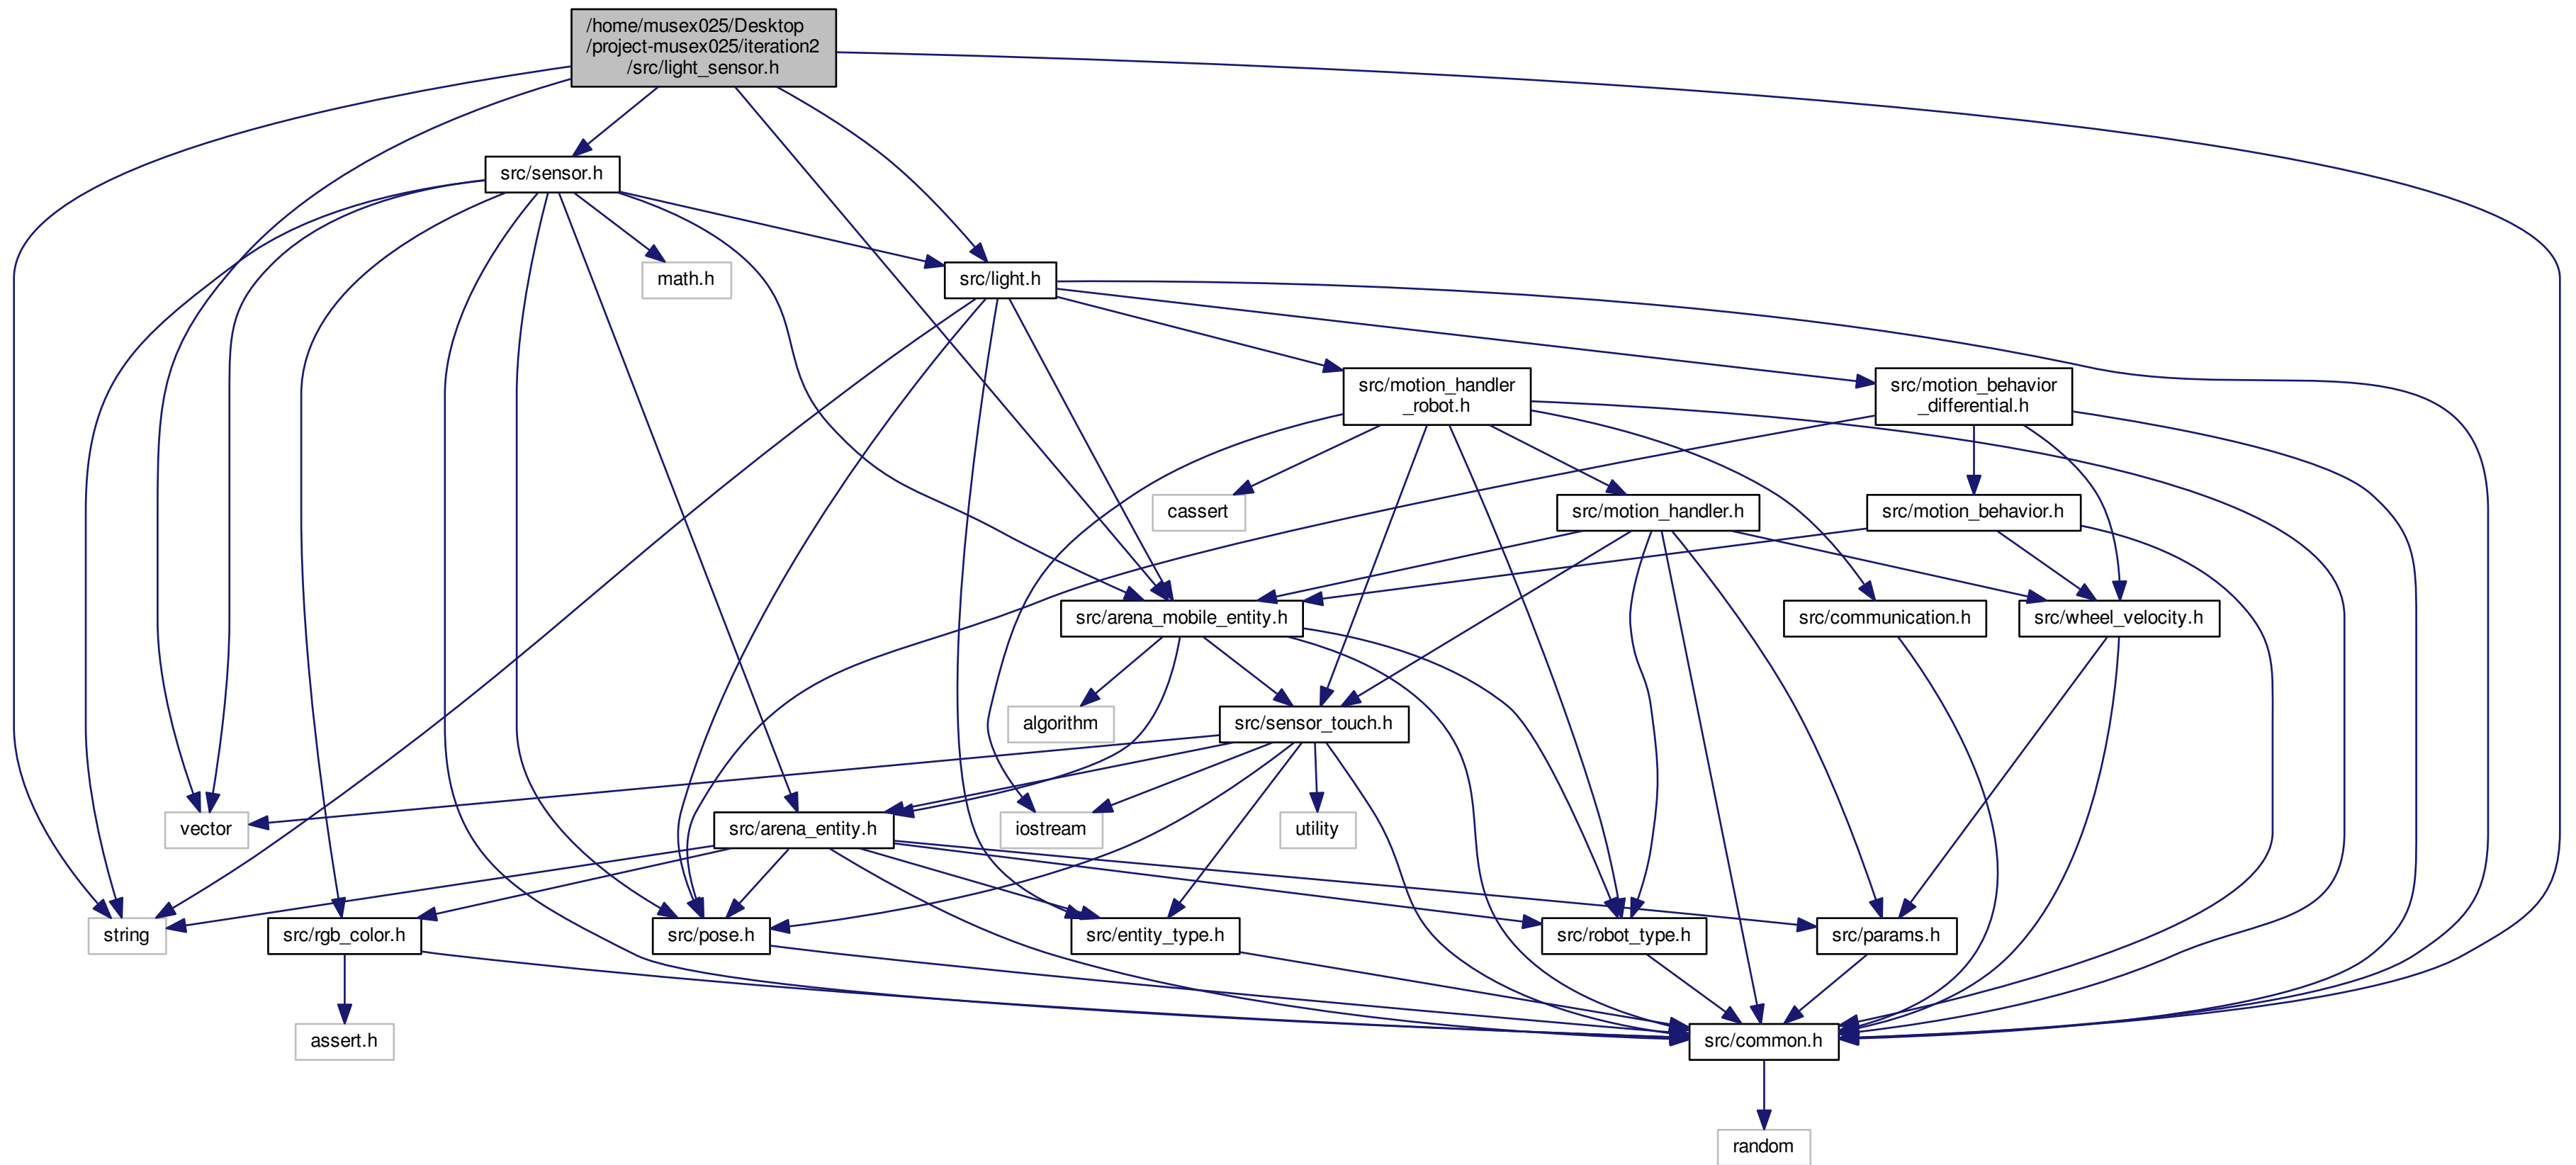 /home/musex025/Desktop
/project-musex025/iteration2
/src/light_sensor.h
src/sensor.h
math.h
src/light.h
src/motion_handler
_robot.h
src/motion_behavior
_differential.h
cassert
src/motion_handler.h
src/motion_behavior.h
src/arena_mobile_entity.h
src/communication.h
src/wheel_velocity.h
algorithm
src/sensor_touch.h
vector
src/arena_entity.h
iostream
utility
string
src/rgb_color.h
src/pose.h
src/entity_type.h
src/robot_type.h
src/params.h
assert.h
src/common.h
random